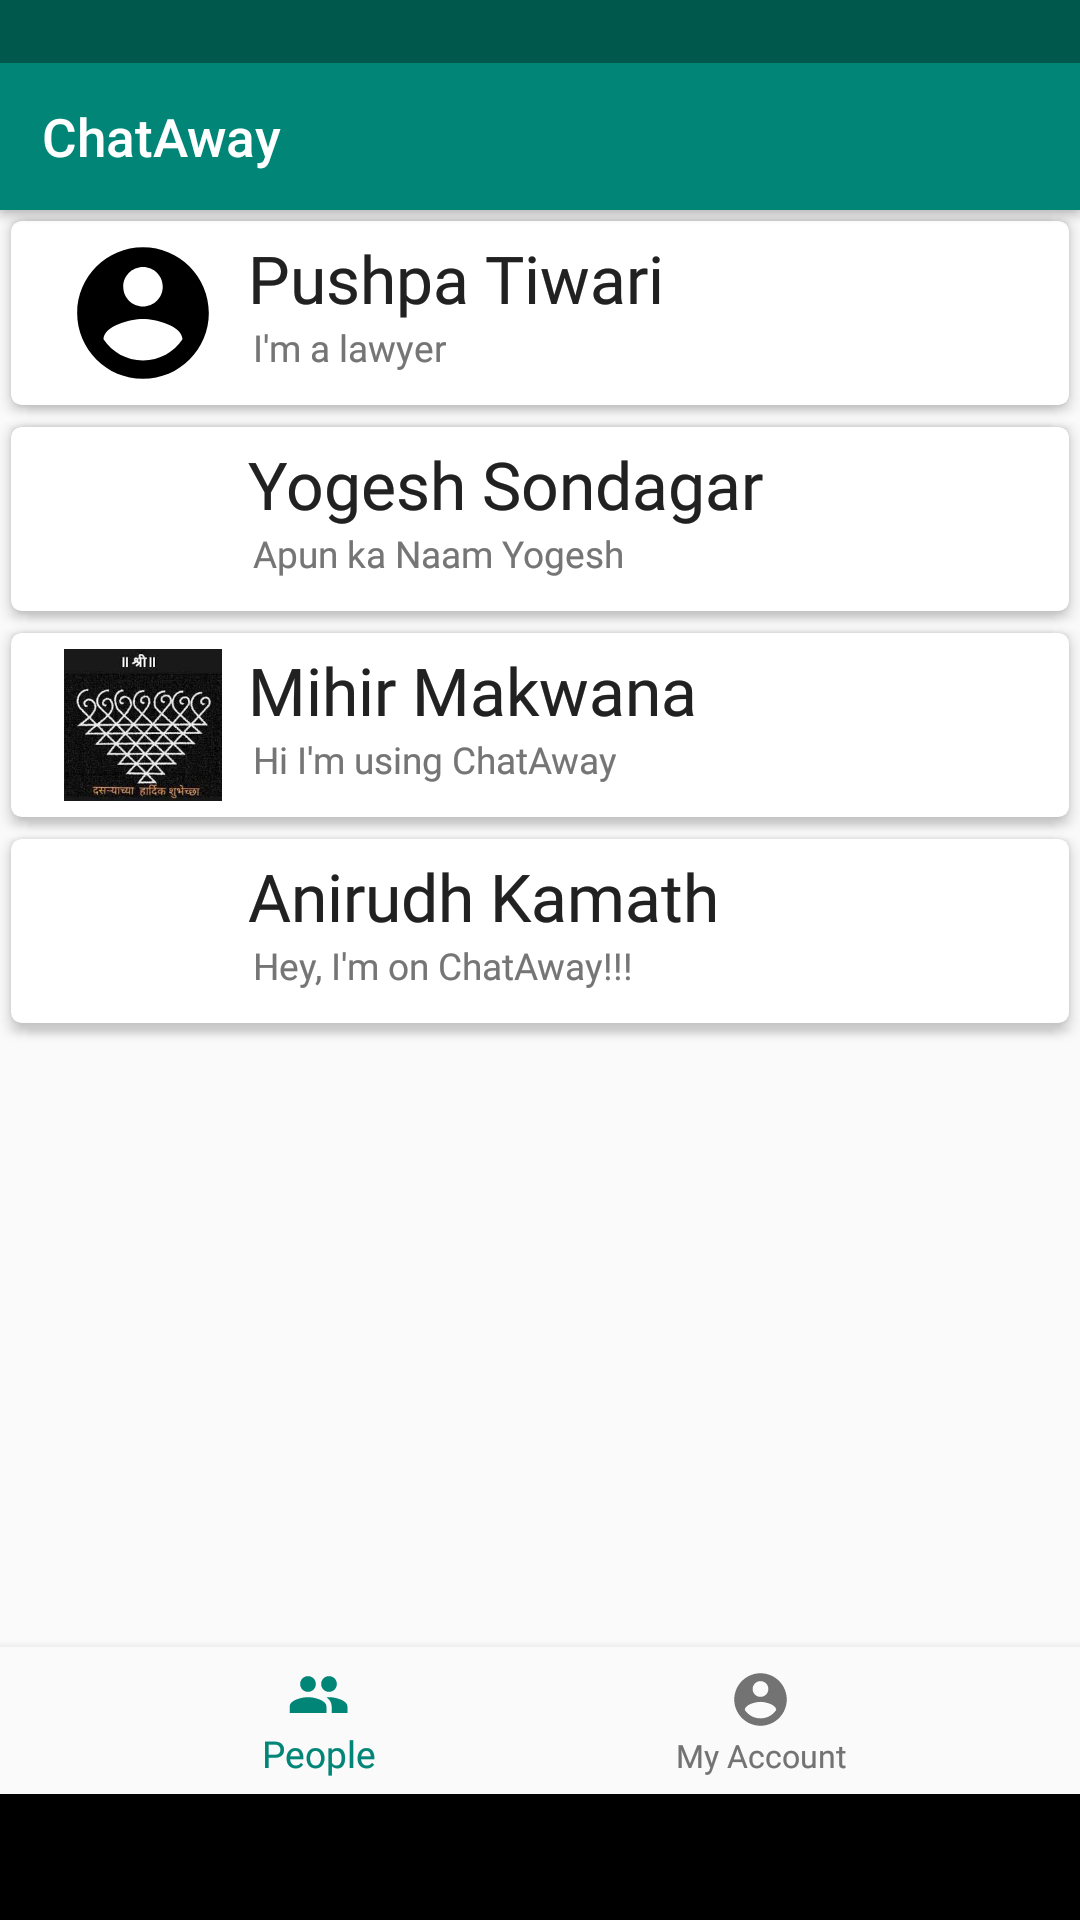 ChatAway
Pushpa Tiwari
I'm a lawyer
Yogesh Sondagar
Apun ka Naam Yogesh
॥ श्री॥
Mihir Makwana
Hi I'm using ChatAway
दसऱ्याच्या हार्दिक शुभेच्छा
Anirudh Kamath
Hey, I'm on ChatAway!!!
People
My Account